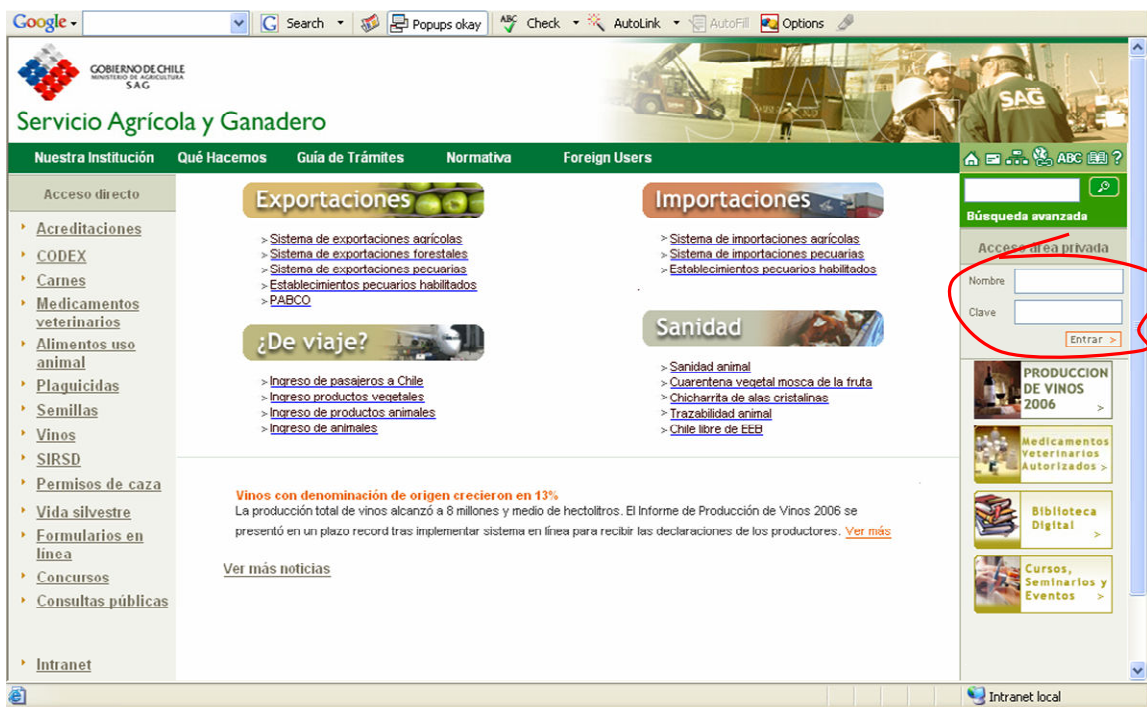 Google
Search
Popups okay
ABC
Check
AutoLink
AutoFill
Options
GOBIERNO DE CHILE
MINISTERIO DE AGRICULTURA
SAG
Servicio Agrícola y Ganadero
SAG
SAG
Nuestra Institución Qué Hacemos Guía de Trámites Normativa Foreign Users
ABC ?
Acceso directo
Acreditaciones
CODEX
Carnes
Medicamentos
veterinarios
Alimentos uso
animal
Plaguicidas
Semillas
Vinos
SIRSD
Permisos de caza
Vida silvestre
Formularios en
línea
Concursos
Consultas públicas
Intranet
Exportaciones
> Sistema de exportaciones agrícolas
> Sistema de exportaciones forestales
> Sistema de exportaciones pecuarias
> Establecimientos pecuarios habilitados
> PABCO
Importaciones
> Sistema de importaciones agrícolas
> Sistema de importaciones pecuarias
> Establecimientos pecuarios habilitados
¿De viaje?
> Ingreso de pasajeros a Chile
> Ingreso productos vegetales
> Ingreso de productos animales
> Ingreso de animales
Sanidad
> Sanidad animal
> Cuarentena vegetal mosca de la fruta
> Chicharrita de alas cristalinas
> Trazabilidad animal
> Chile libre de EEB
Vinos con denominación de origen crecieron en 13%
La producción total de vinos alcanzó a 8 millones y medio de hectolitros. El Informe de Producción de Vinos 2006 se
presentó en un plazo record tras implementar sistema en línea para recibir las declaraciones de los productores. Ver más
Ver más noticias
Búsqueda avanzada
Acceso área privada
Nombre
Clave
Entrar >
PRODUCCION
DE VINOS
2006 >
Medicamentos
Veterinarios
Autorizados >
Biblioteca
Digital
>
Cursos,
Seminarios y
Eventos >
Intranet local